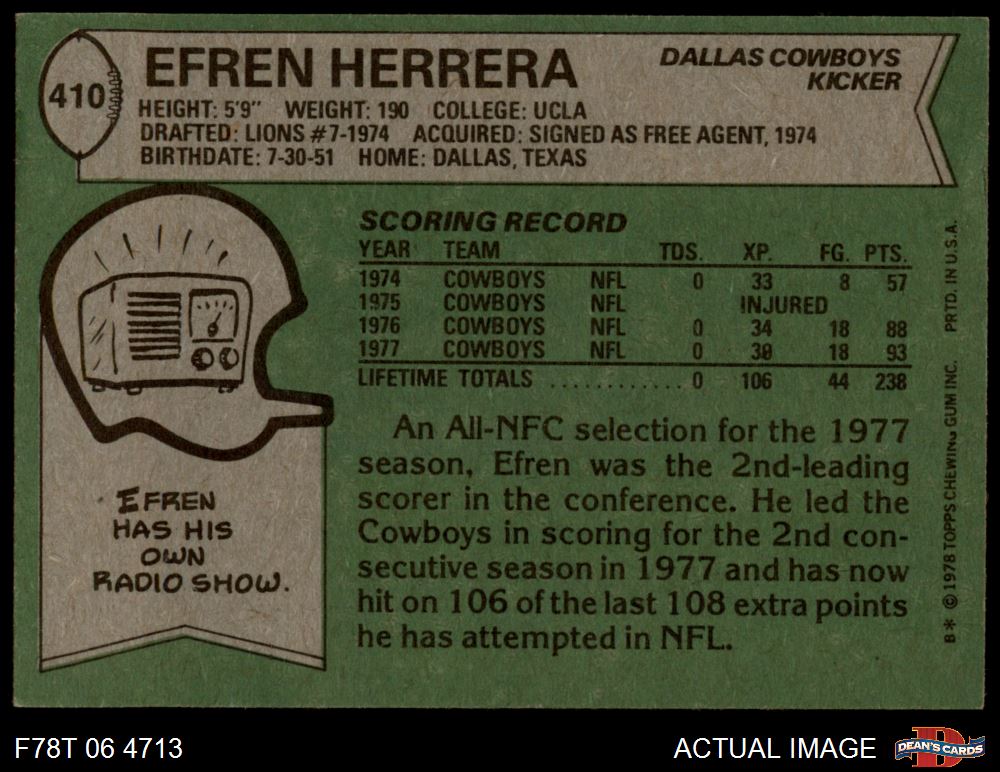 410
EFREN HERRERA
DALLAS COWBOYS
KICKER
HEIGHT: 5'9" WEIGHT: 190 COLLEGE: UCLA
DRAFTED: LIONS #7-1974 ACQUIRED: SIGNED AS FREE AGENT, 1974
BIRTHDATE: 7-30-51 HOME: DALLAS, TEXAS
SCORING RECORD
YEAR TEAM TDS. XP. FG. PTS.
1974 COWBOYS NFL 0 33 8 57
1975 COWBOYS NFL INJURED
1976 COWBOYS NFL 0 34 18 88
1977 COWBOYS NFL 0 39 18 93
LIFETIME TOTALS ............. 0 106 44 238
An All-NFC selection for the 1977
season, Efren was the 2nd-leading
scorer in the conference. He led the
Cowboys in scoring for the 2nd con-
secutive season in 1977 and has now
hit on 106 of the last 108 extra points
he has attempted in NFL.
EFREN
HAS HIS
OWN
RADIO SHOW.
B* © 1978 TOPPS CHEWING GUM INC. PRTD. IN U.S.A.
F78T 06 4713
ACTUAL IMAGE
D
DEAN'S CARDS